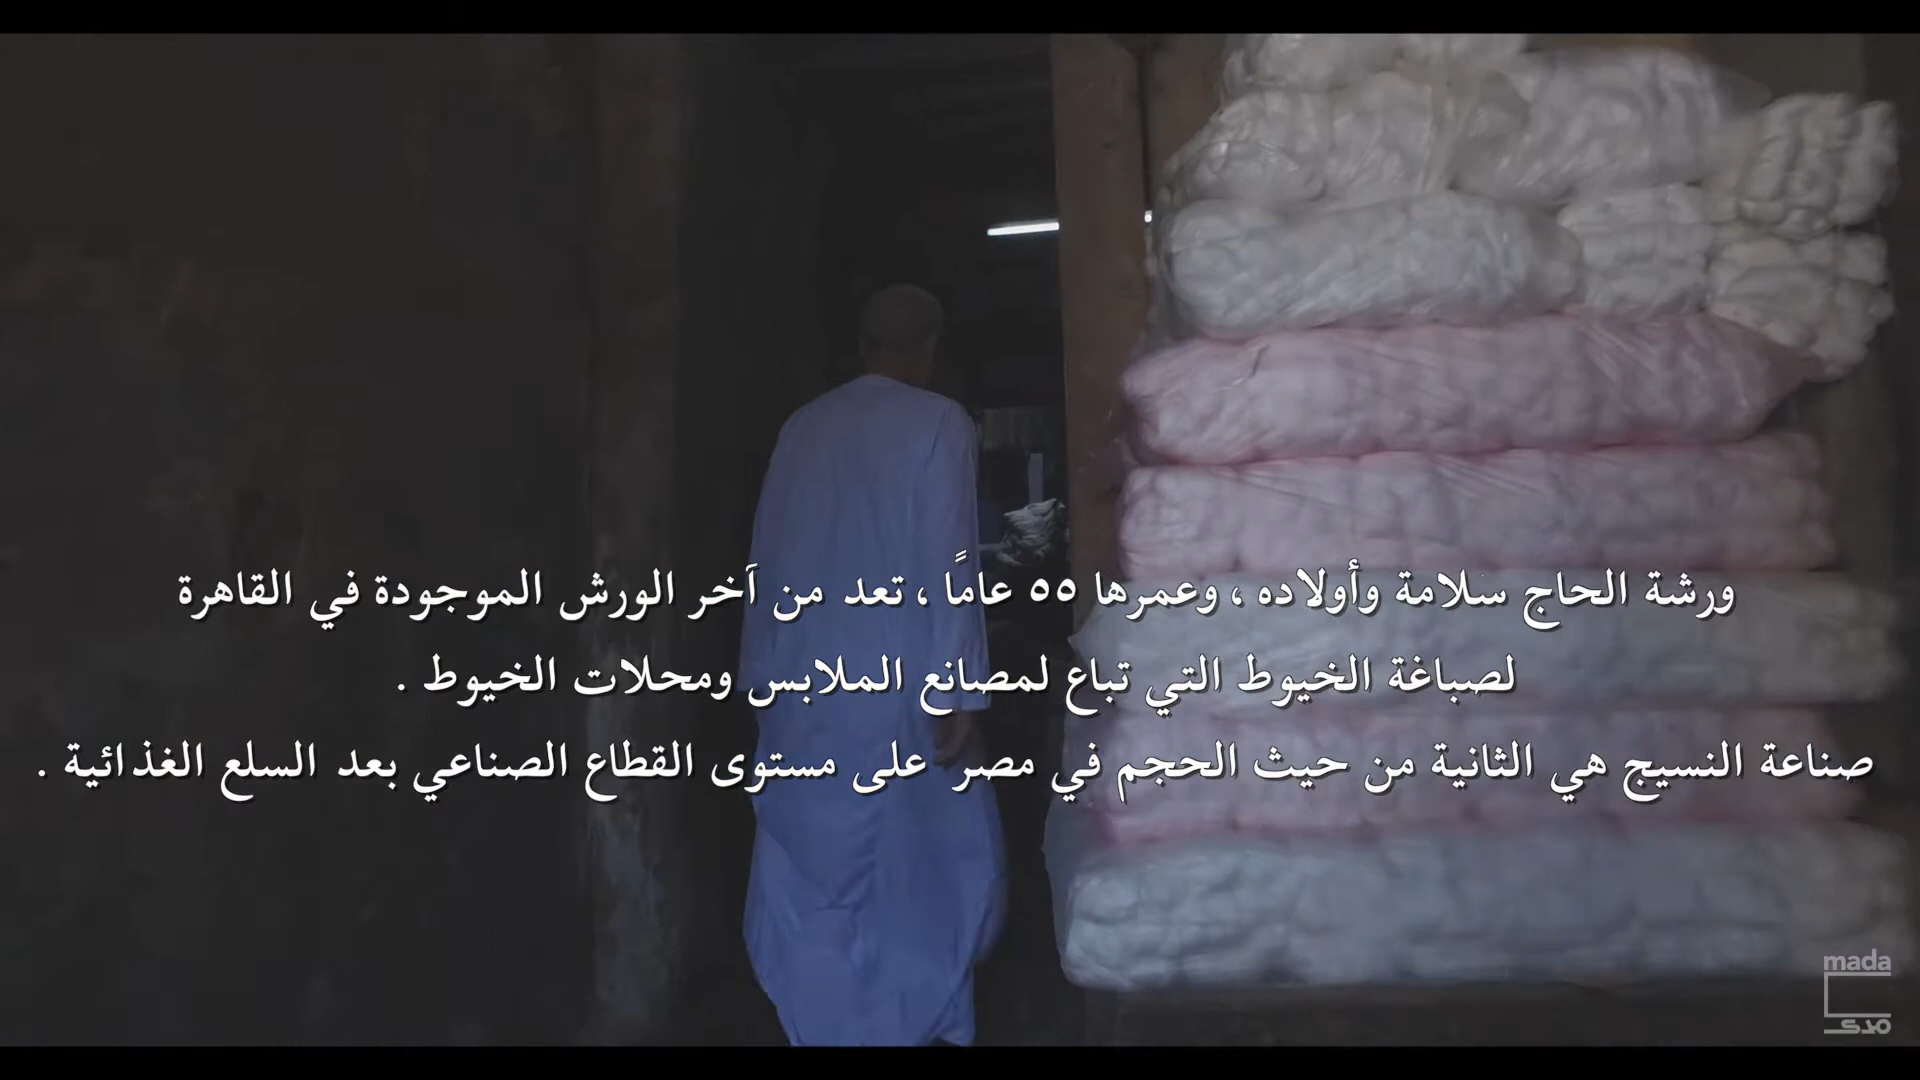 ورشة الحاج سلامة وأولاده ، وعمرها ٥٥ عامًا ، تعد من آخر الورش الموجودة في القاهرة
لصباغة الخيوط التي تباع لمصانع الملابس ومحلات الخيوط .
صناعة النسيج هي الثانية من حيث الحجم في مصر على مستوى القطاع الصناعي بعد السلع الغذائية .
mada
مدى